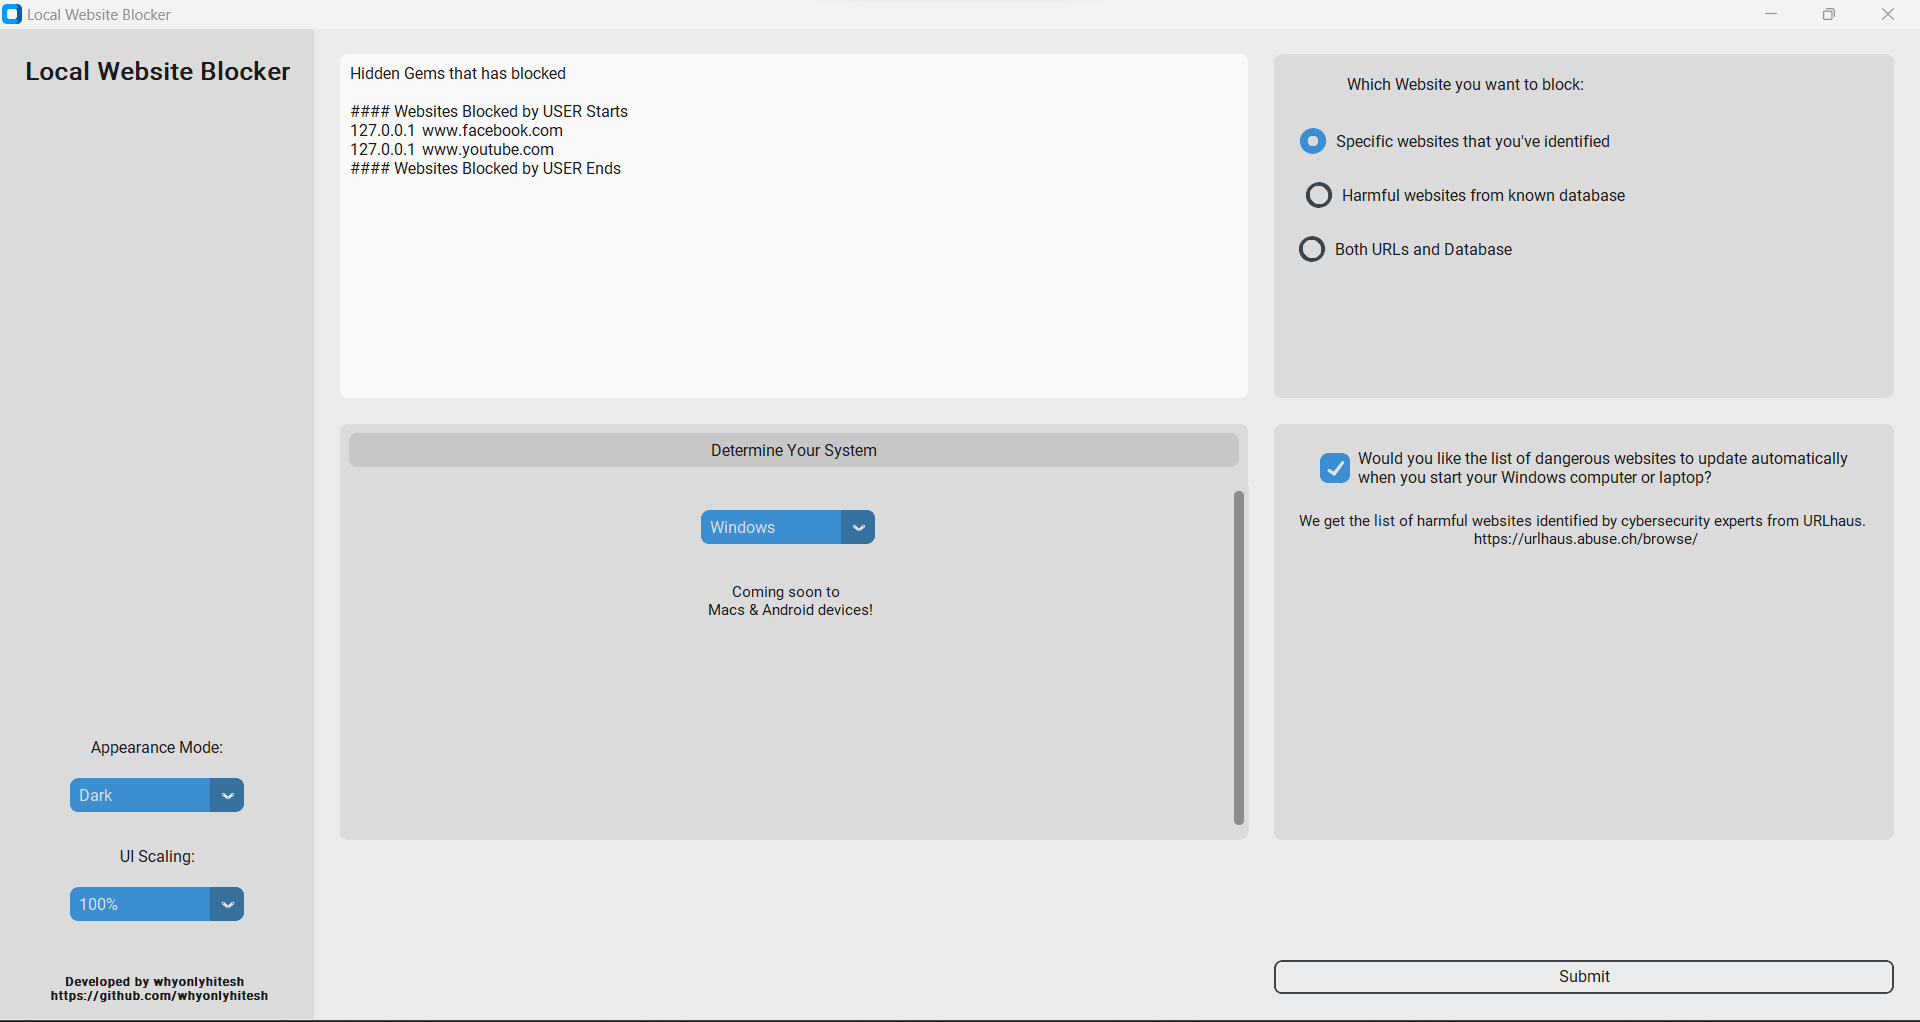 Local Website Blocker
Local Website Blocker
Hidden Gems that has blocked
#### Websites Blocked by USER Starts
127.0.0.1 www.facebook.com
127.0.0.1 www.youtube.com
#### Websites Blocked by USER Ends
Which Website you want to block:
Specific websites that you've identified
Harmful websites from known database
Both URLs and Database
Determine Your System
Windows
Coming soon to
Macs & Android devices!
Would you like the list of dangerous websites to update automatically
when you start your Windows computer or laptop?
We get the list of harmful websites identified by cybersecurity experts from URLhaus.
https://urlhaus.abuse.ch/browse/
Appearance Mode:
Dark
UI Scaling:
100%
Developed by whyonlyhitesh
https://github.com/whyonlyhitesh
Submit